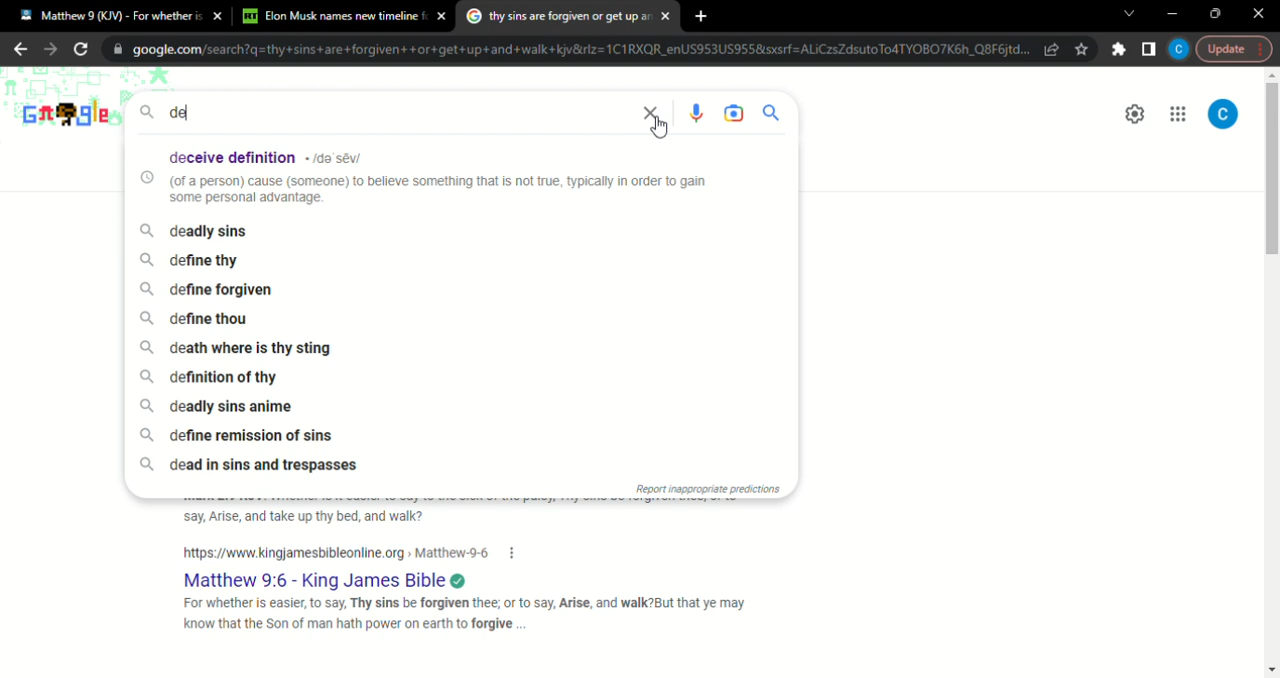 Matthew 9 (KJV) - For whether is
Elon Musk names new timeline fo
thy sins are forgiven or get up an
google.com/search?q=thy+sins+are+forgiven++or+get+up+and+walk+kjv&rlz=1C1RXQR_enUS953US955&sxsrf=ALiCzsZdsutoTo4TYOBO7K6h_Q8F6jtd...
C
Update
de
C
deceive definition • /dəˈsēv/
(of a person) cause (someone) to believe something that is not true, typically in order to gain
some personal advantage.
deadly sins
define thy
define forgiven
define thou
death where is thy sting
definition of thy
deadly sins anime
define remission of sins
dead in sins and trespasses
Report inappropriate predictions
say, Arise, and take up thy bed, and walk?
https://www.kingjamesbibleonline.org › Matthew-9-6
Matthew 9:6 - King James Bible
For whether is easier, to say, Thy sins be forgiven thee; or to say, Arise, and walk?But that ye may
know that the Son of man hath power on earth to forgive ...